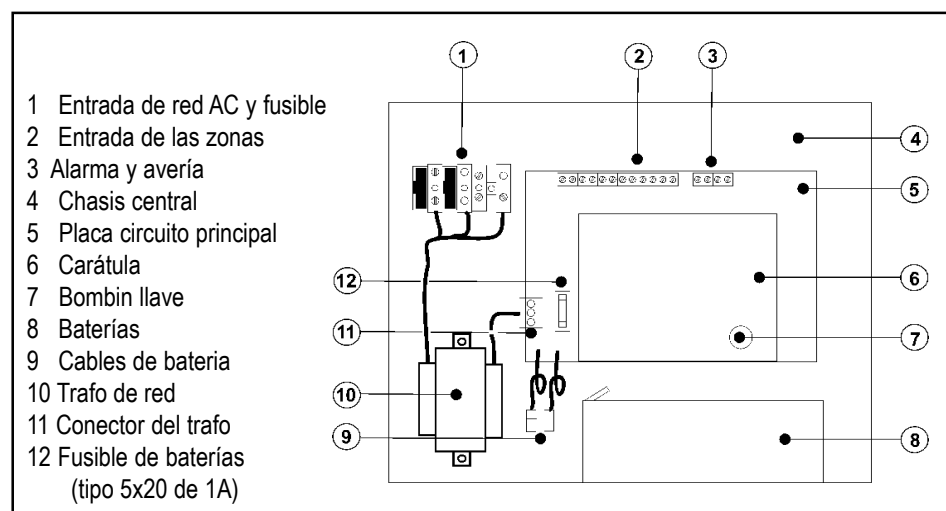 1 Entrada de red AC y fusible
2 Entrada de las zonas
3 Alarma y avería
4 Chasis central
5 Placa circuito principal
6 Carátula
7 Bombin llave
8 Baterías
9 Cables de bateria
10 Trafo de red
11 Conector del trafo
12 Fusible de baterías
(tipo 5x20 de 1A)
1
2
3
4
5
12
6
11
7
10
9
8